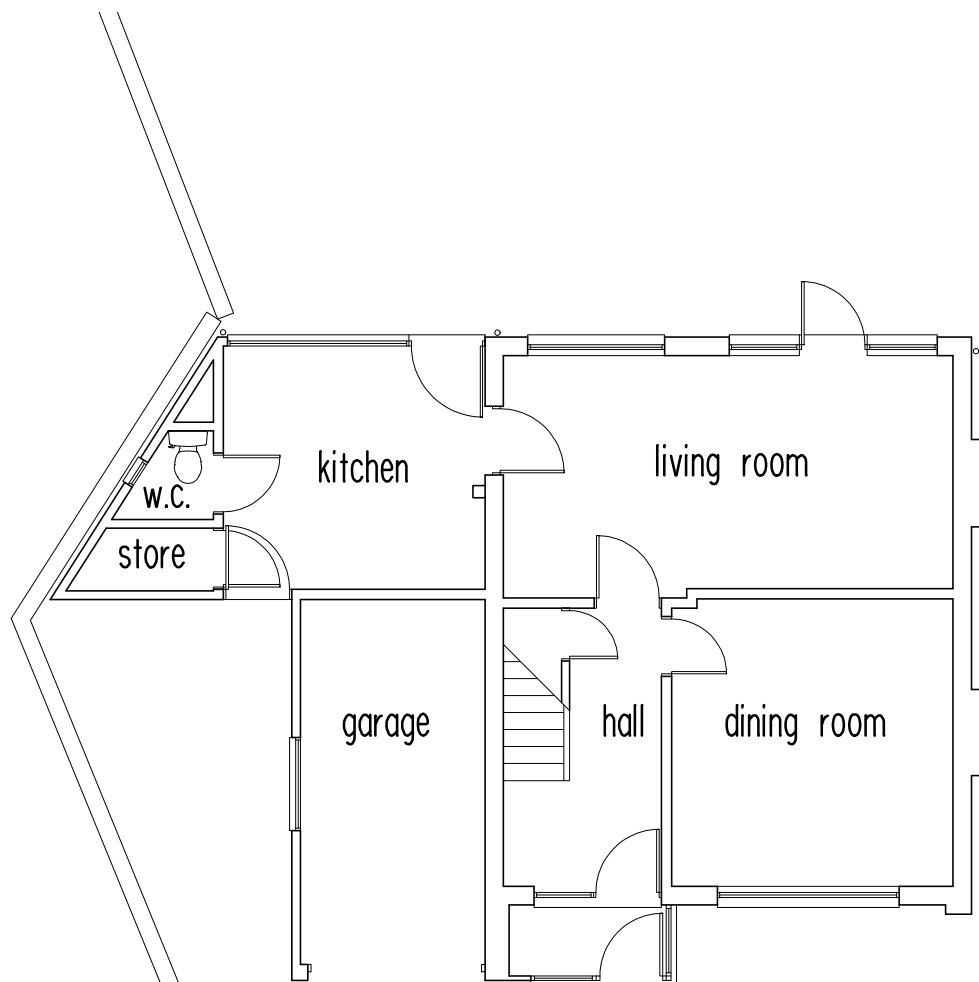 kitchen
living room
w.c.
store
garage
hall
dining room